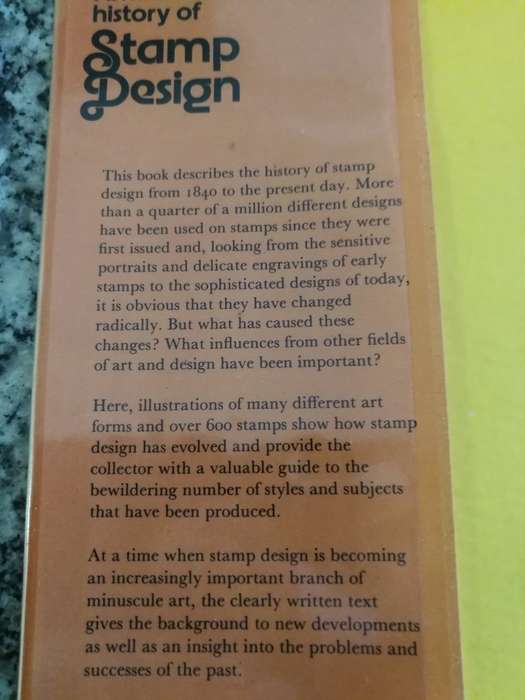 history of
Stamp
Design
This book describes the history of stamp
design from 1840 to the present day. More
than a quarter of a million different designs
have been used on stamps since they were
first issued and, looking from the sensitive
portraits and delicate engravings of early
stamps to the sophisticated designs of today,
it is obvious that they have changed
radically. But what has caused these
changes? What influences from other fields
of art and design have been important?
Here, illustrations of many different art
forms and over 600 stamps show how stamp
design has evolved and provide the
collector with a valuable guide to the
bewildering number of styles and subjects
that have been produced.
At a time when stamp design is becoming
an increasingly important branch of
minuscule art, the clearly written text
gives the background to new developments
as well as an insight into the problems and
successes of the past.